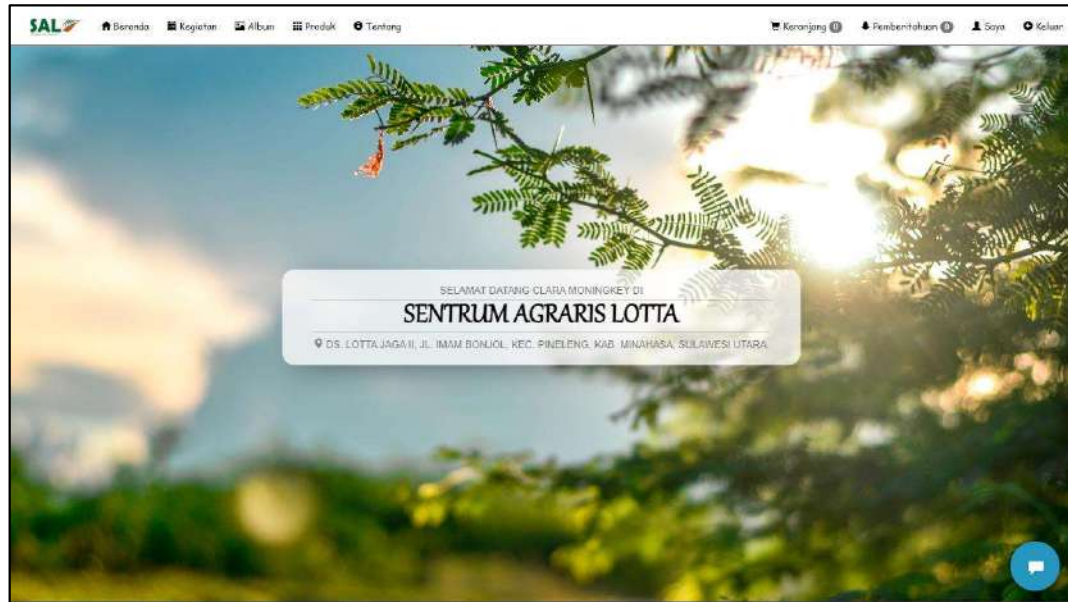 SAL Beranda Kegiatan Album Produk Tentang Keranjang 0 Pemberitahuan 0 Saya Keluar
SELAMAT DATANG CLARA MONINGKEY DI
SENTRUM AGRARIS LOTTA
DS. LOTTA JAGA II, JL. IMAM BONJOL, KEC. PINELENG, KAB. MINAHASA, SULAWESI UTARA